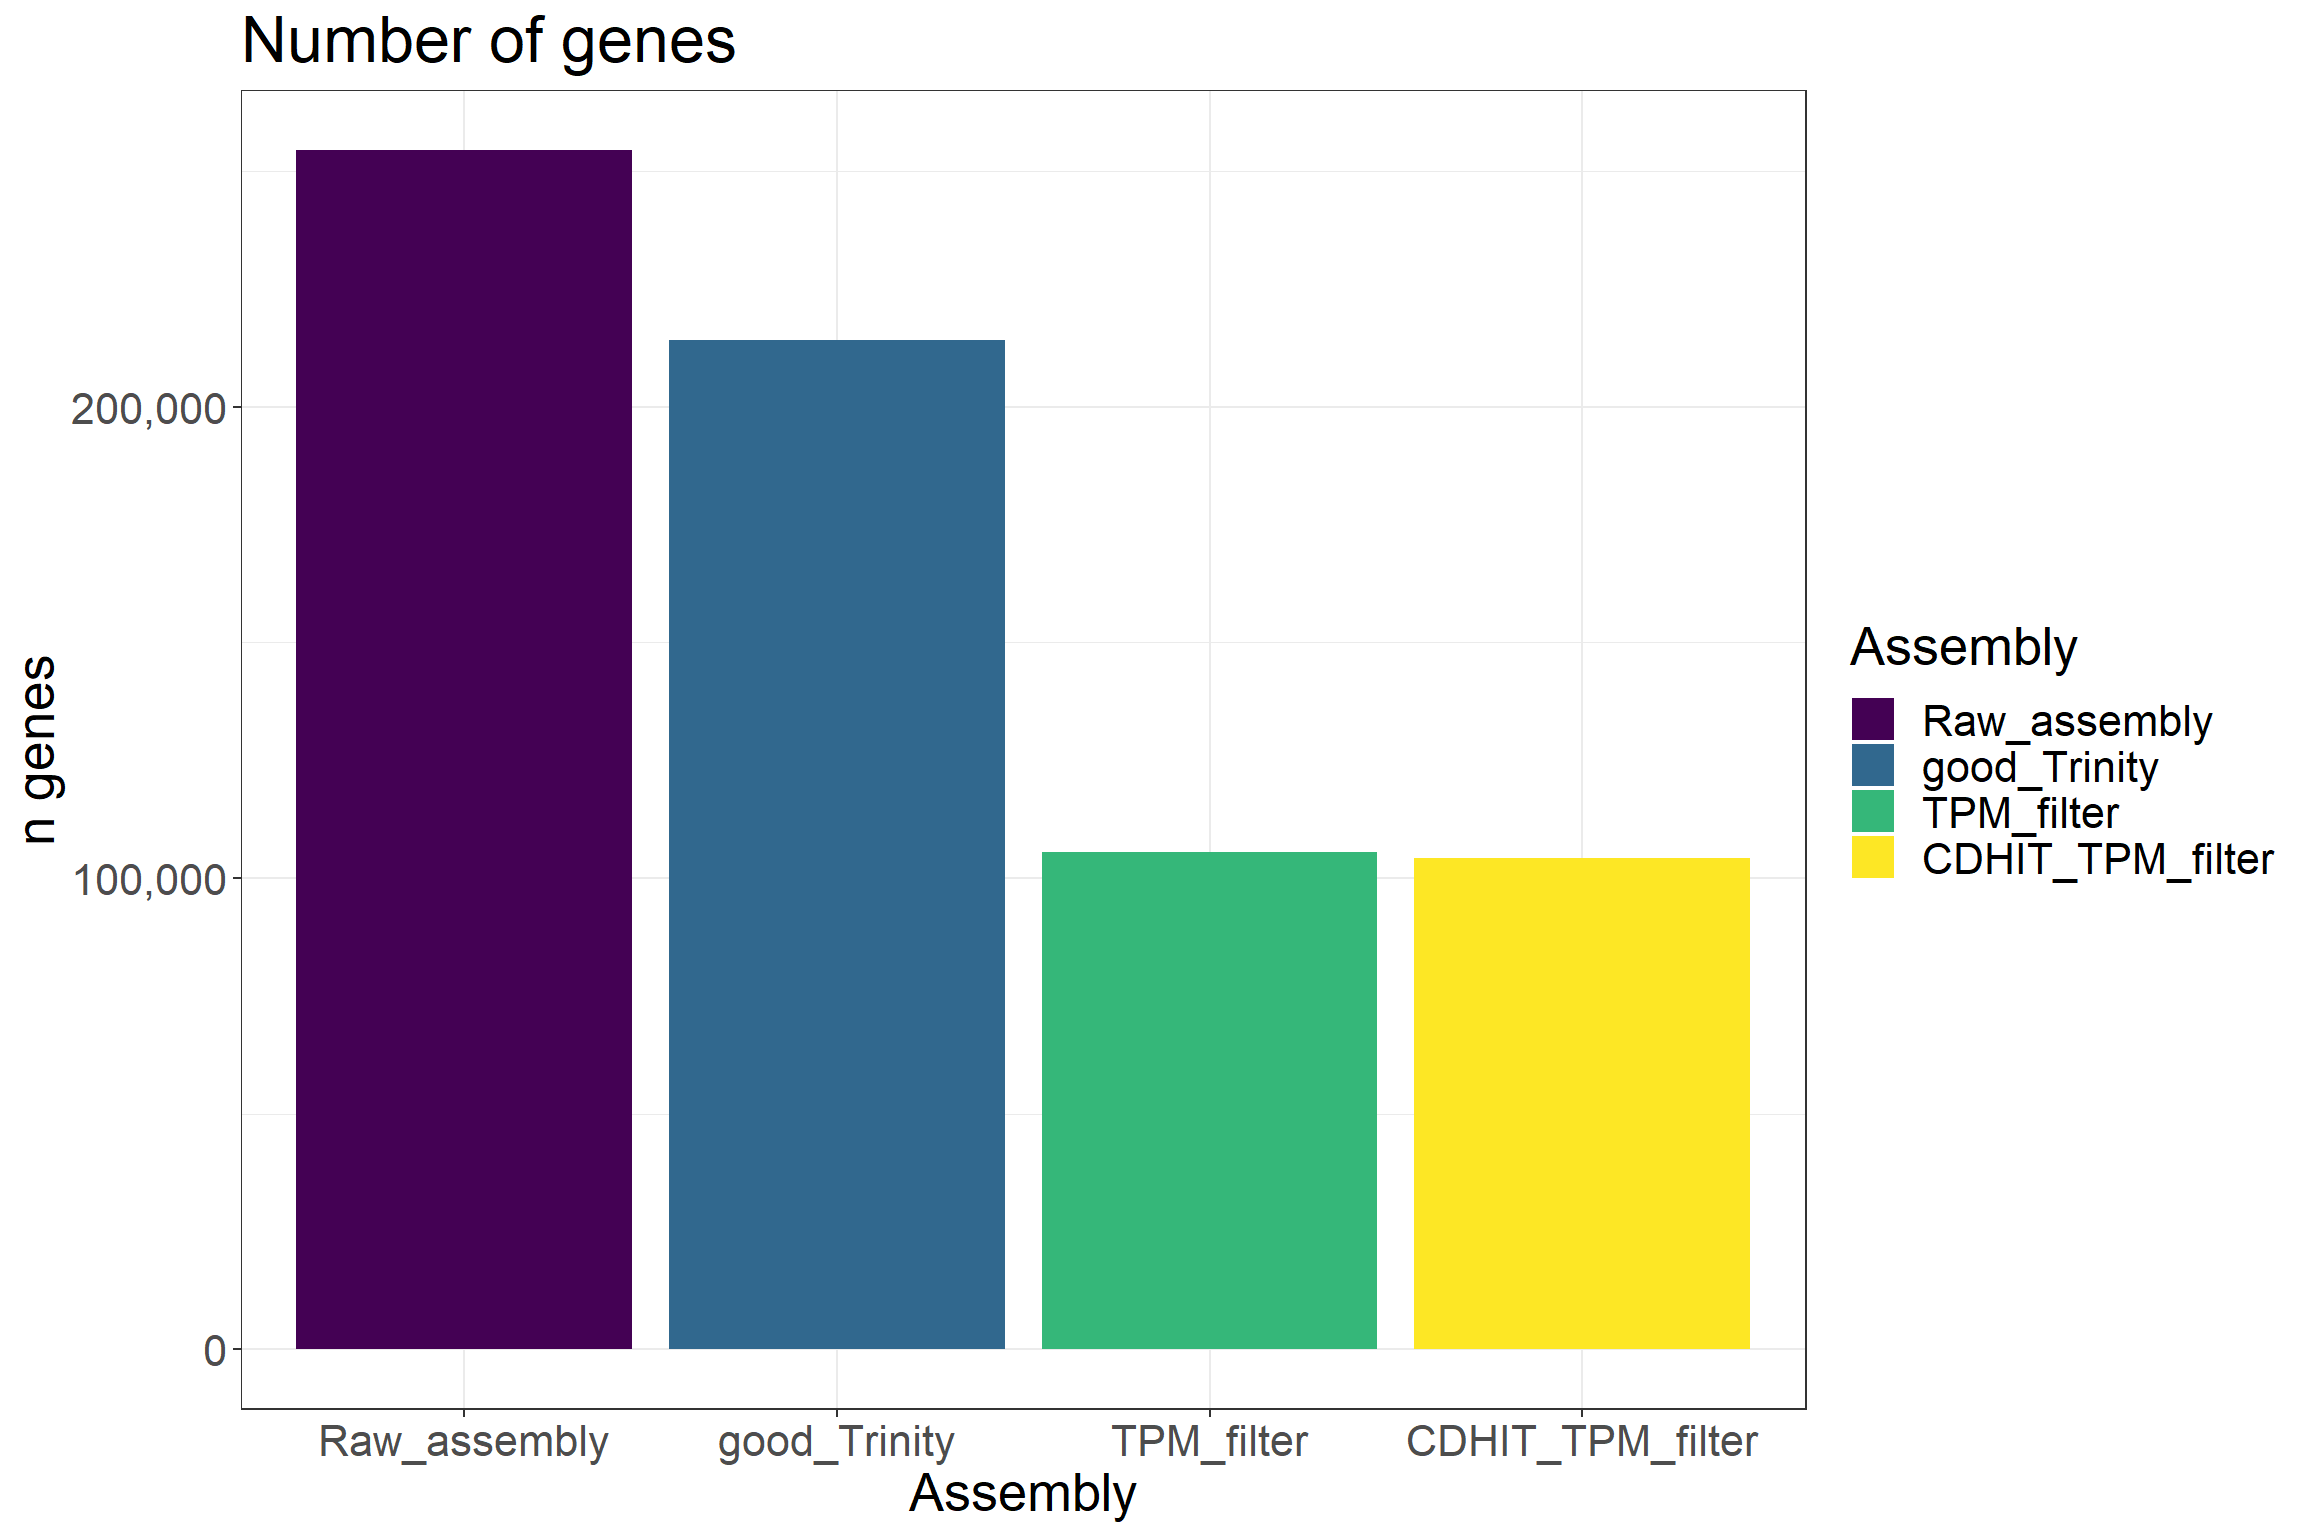 Number of genes
n genes
200,000
100,000
0
Raw_assembly
good_Trinity
TPM_filter
CDHIT_TPM_filter
Assembly
Assembly
Raw_assembly
good_Trinity
TPM_filter
CDHIT_TPM_filter